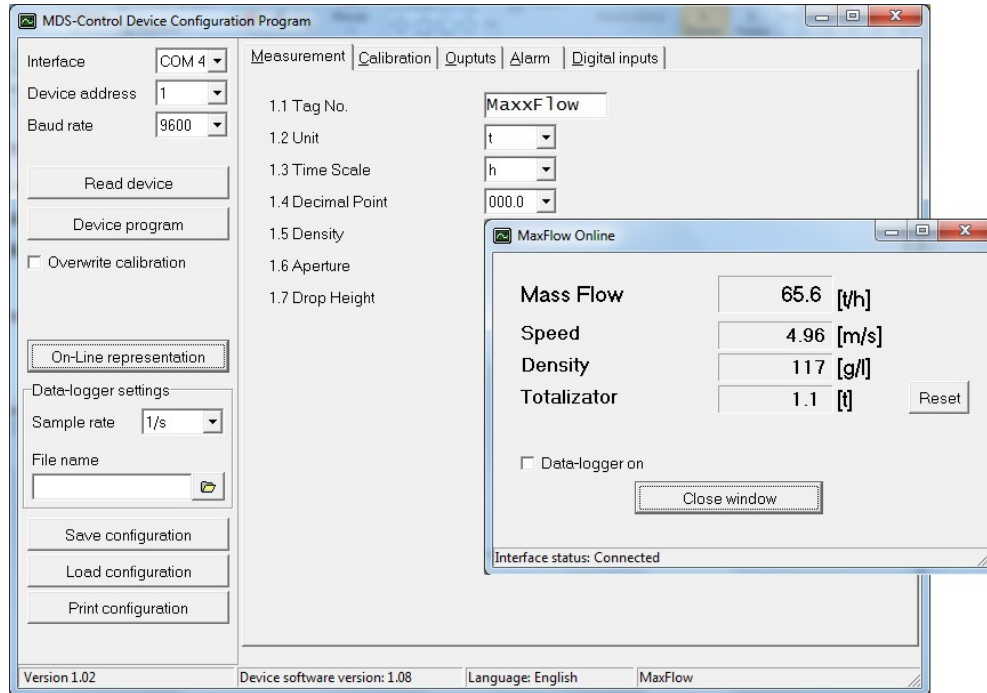 MDS-Control Device Configuration Program
Interface COM 4
Device address 1
Baud rate 9600
Read device
Device program
Overwrite calibration
On-Line representation
Data-logger settings
Sample rate 1/s
File name
Save configuration
Load configuration
Print configuration
Measurement Calibration Ouptuts Alarm Digital inputs
1.1 Tag No. MaxxFlow
1.2 Unit t
1.3 Time Scale h
1.4 Decimal Point 000.0
1.5 Density
1.6 Aperture
1.7 Drop Height
MaxFlow Online
Mass Flow 65.6 [t/h]
Speed 4.96 [m/s]
Density 117 [g/l]
Totalizator 1.1 [t] Reset
Data-logger on
Close window
Interface status: Connected
Version 1.02 Device software version: 1.08 Language: English MaxFlow